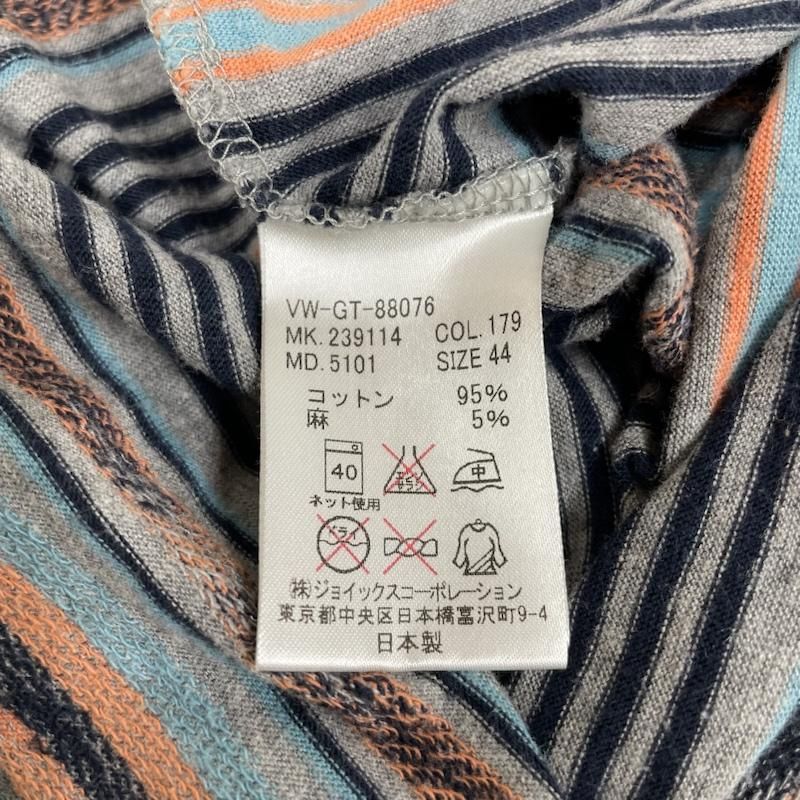 VW-GT-88076
MK.239114 COL.179
MD.5101 SIZE 44
コットン 95%
麻 5%
40 中
ネット使用
ドライ
㈱ジョイックスコーポレーション
東京都中央区日本橋富沢町9-4
日本製